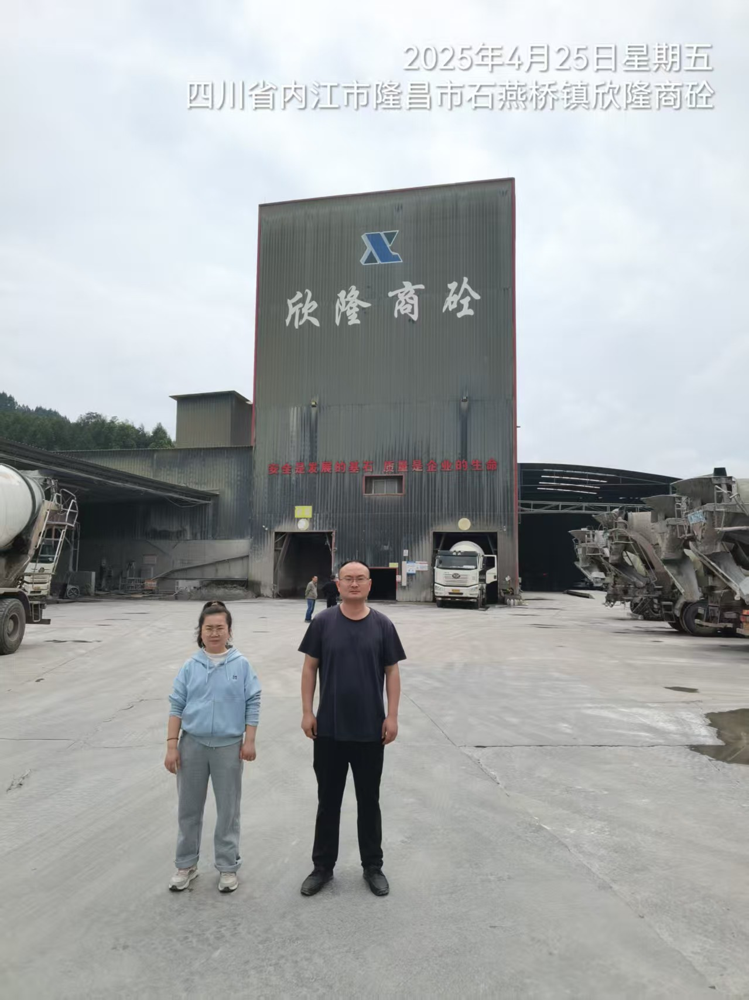 2025年4月25日星期五
四川省内江市隆昌市石燕桥镇欣隆商砼
XL
欣隆商砼
安全是发展的基石 质量是企业的生命